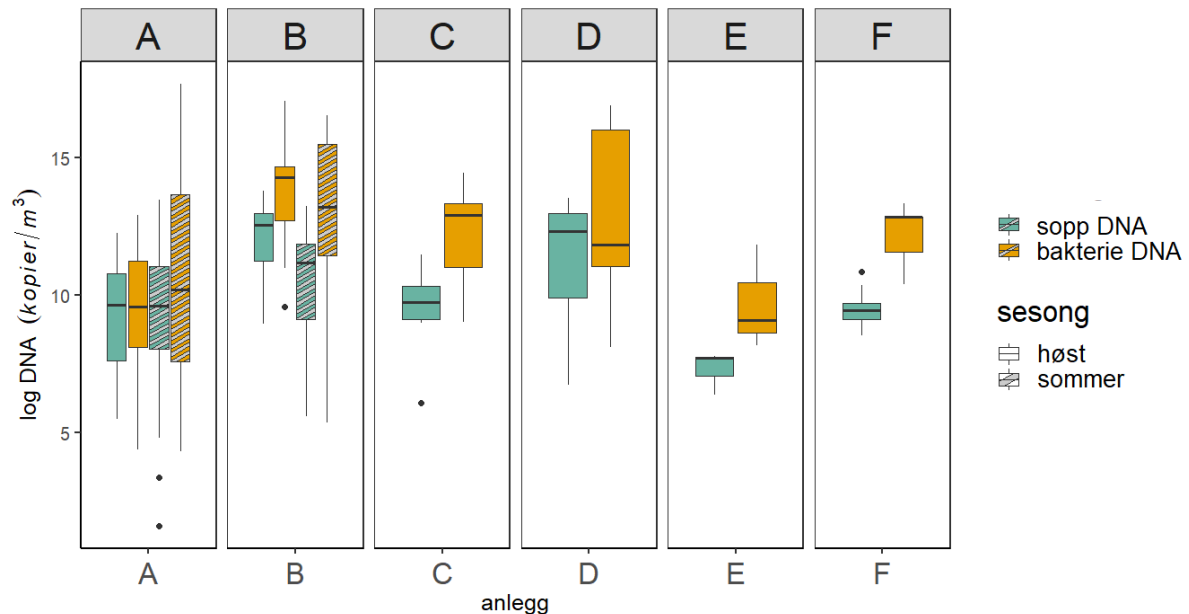 A B C D E F
15
10
5
log DNA (kopier/m³)
A B C D E F
anlegg
sopp DNA
bakterie DNA
sesong
høst
sommer